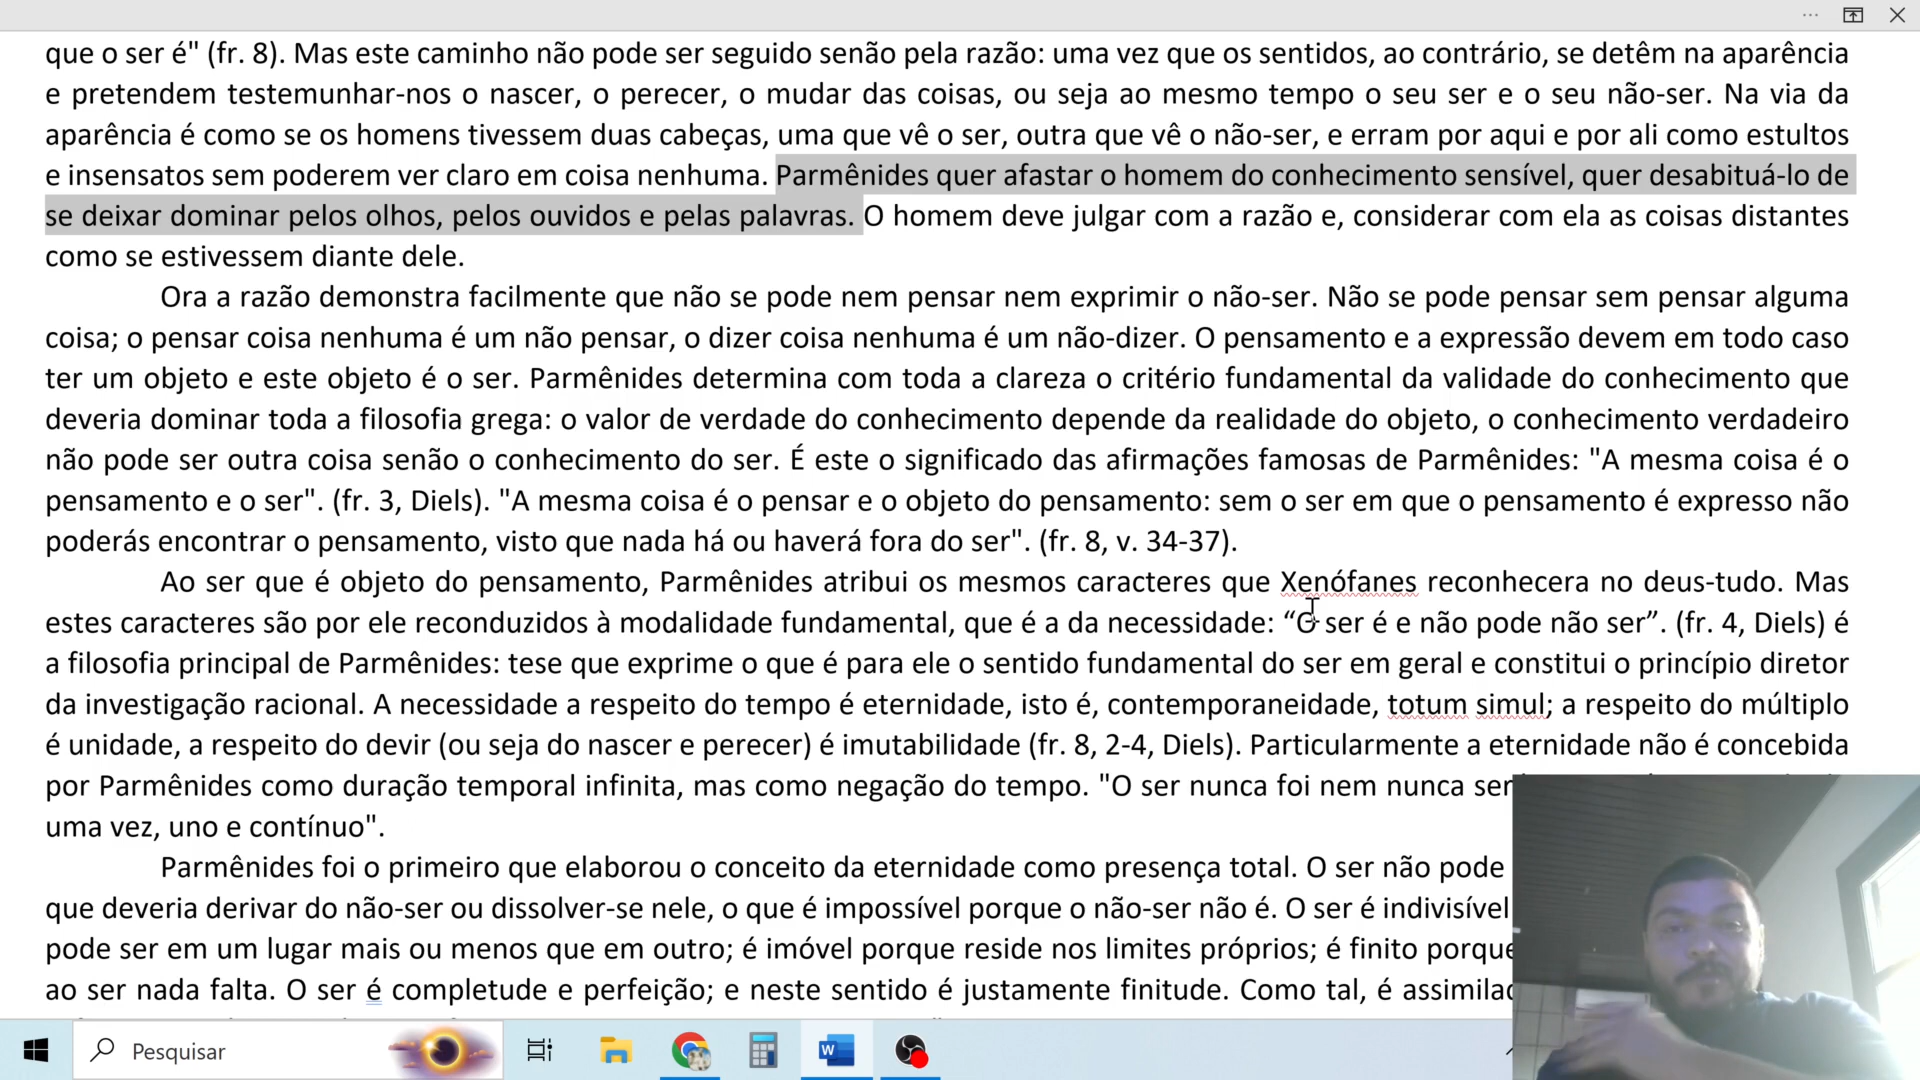 que o ser é" (fr. 8). Mas este caminho não pode ser seguido senão pela razão: uma vez que os sentidos, ao contrário, se detêm na aparência
e pretendem testemunhar-nos o nascer, o perecer, o mudar das coisas, ou seja ao mesmo tempo o seu ser e o seu não-ser. Na via da
aparência é como se os homens tivessem duas cabeças, uma que vê o ser, outra que vê o não-ser, e erram por aqui e por ali como estultos
e insensatos sem poderem ver claro em coisa nenhuma. Parmênides quer afastar o homem do conhecimento sensível, quer desabituá-lo de
se deixar dominar pelos olhos, pelos ouvidos e pelas palavras. O homem deve julgar com a razão e, considerar com ela as coisas distantes
como se estivessem diante dele.
Ora a razão demonstra facilmente que não se pode nem pensar nem exprimir o não-ser. Não se pode pensar sem pensar alguma
coisa; o pensar coisa nenhuma é um não pensar, o dizer coisa nenhuma é um não-dizer. O pensamento e a expressão devem em todo caso
ter um objeto e este objeto é o ser. Parmênides determina com toda a clareza o critério fundamental da validade do conhecimento que
deveria dominar toda a filosofia grega: o valor de verdade do conhecimento depende da realidade do objeto, o conhecimento verdadeiro
não pode ser outra coisa senão o conhecimento do ser. É este o significado das afirmações famosas de Parmênides: "A mesma coisa é o
pensamento e o ser". (fr. 3, Diels). "A mesma coisa é o pensar e o objeto do pensamento: sem o ser em que o pensamento é expresso não
poderás encontrar o pensamento, visto que nada há ou haverá fora do ser". (fr. 8, v. 34-37).
Ao ser que é objeto do pensamento, Parmênides atribui os mesmos caracteres que Xenófanes reconhecera no deus-tudo. Mas
estes caracteres são por ele reconduzidos à modalidade fundamental, que é a da necessidade: “O ser é e não pode não ser”. (fr. 4, Diels) é
a filosofia principal de Parmênides: tese que exprime o que é para ele o sentido fundamental do ser em geral e constitui o princípio diretor
da investigação racional. A necessidade a respeito do tempo é eternidade, isto é, contemporaneidade, totum simul; a respeito do múltiplo
é unidade, a respeito do devir (ou seja do nascer e perecer) é imutabilidade (fr. 8, 2-4, Diels). Particularmente a eternidade não é concebida
por Parmênides como duração temporal infinita, mas como negação do tempo. "O ser nunca foi nem nunca
uma vez, uno e contínuo".
Parmênides foi o primeiro que elaborou o conceito da eternidade como presença total. O ser não pode
que deveria derivar do não-ser ou dissolver-se nele, o que é impossível porque o não-ser não é. O ser é indivisível
pode ser em um lugar mais ou menos que em outro; é imóvel porque reside nos limites próprios; é finito
ao ser nada falta. O ser é completude e perfeição; e neste sentido é justamente finitude. Como tal, é
Pesquisar